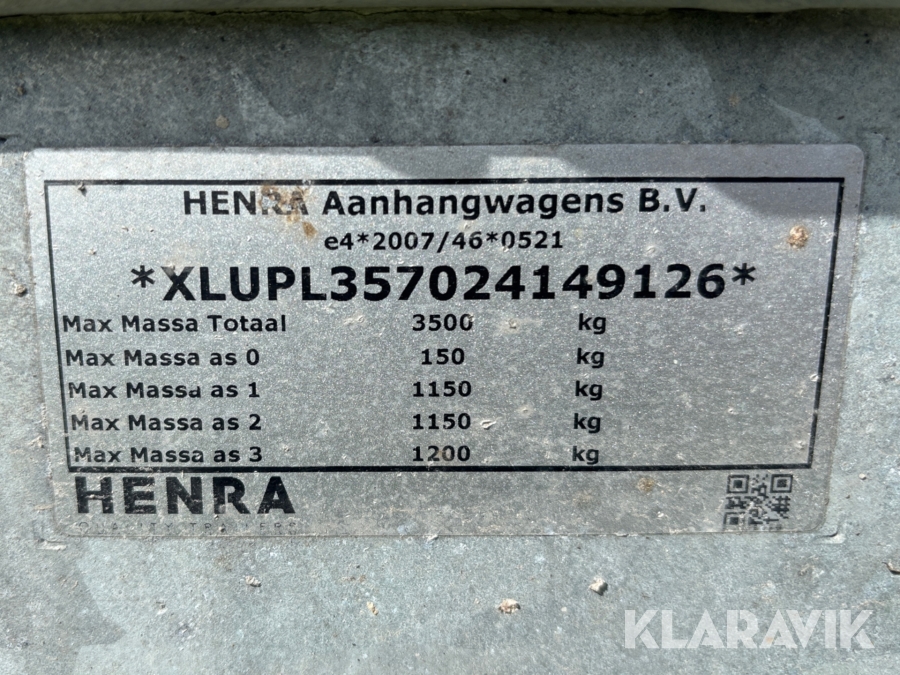 HENRA Aanhangwagens B.V.
e4*2007/46*0521
*XLUPL357024149126*
Max Massa Totaal 3500 kg
Max Massa as 0 150 kg
Max Massa as 1 1150 kg
Max Massa as 2 1150 kg
Max Massa as 3 1200 kg
HENRA
QUALITY TRAILERS
KLARAVIK